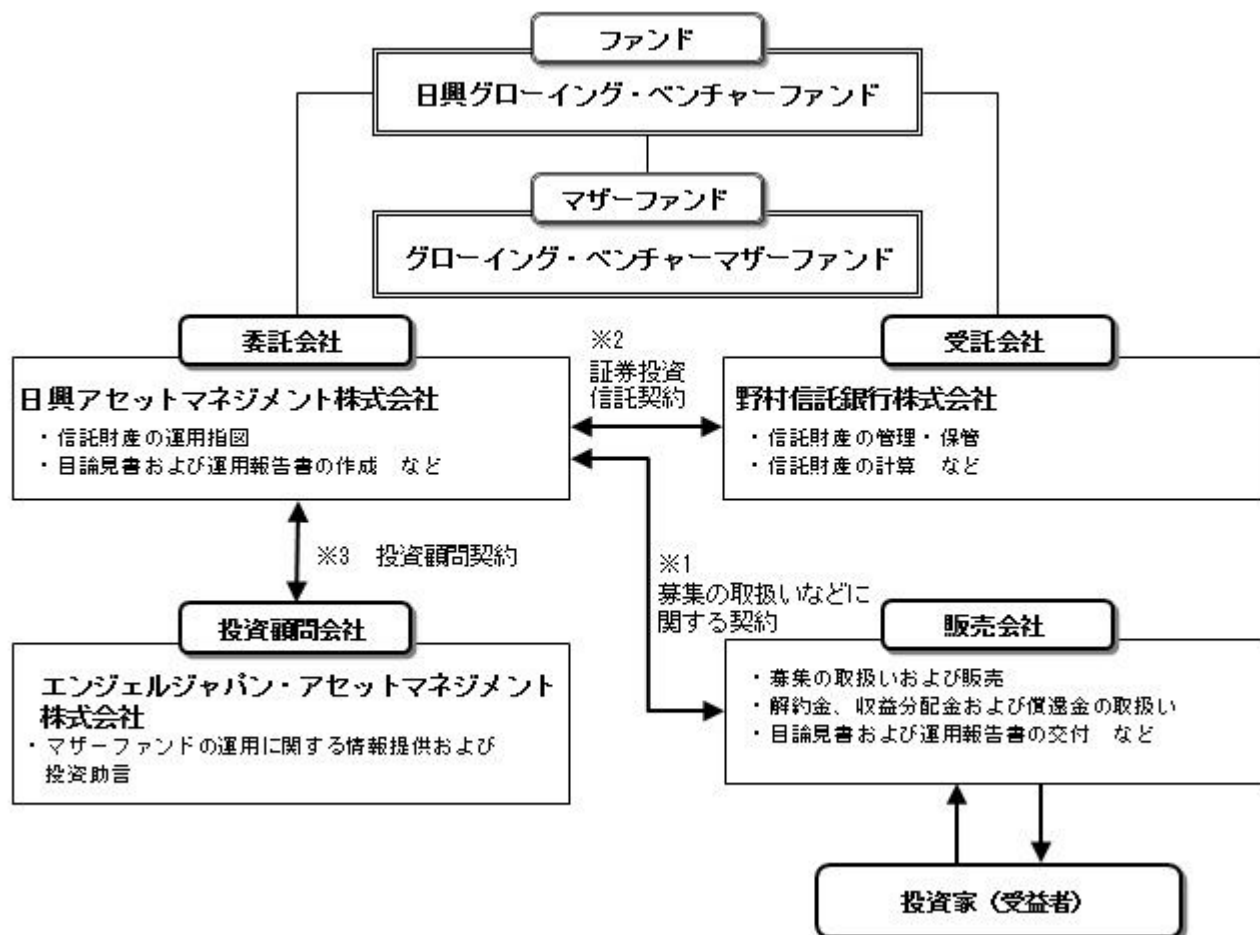 ファンド
日興グローイング・ベンチャーファンド
マザーファンド
グローイング・ベンチャーマザーファンド
委託会社
日興アセットマネジメント株式会社
・信託財産の運用指図
・目論見書および運用報告書の作成　など
※2
証券投資
信託契約
受託会社
野村信託銀行株式会社
・信託財産の管理・保管
・信託財産の計算　など
※3　投資顧問契約
※1
募集の取扱いなどに
関する契約
投資顧問会社
エンジェルジャパン・アセットマネジメント
株式会社
・マザーファンドの運用に関する情報提供および
投資助言
販売会社
・募集の取扱いおよび販売
・解約金、収益分配金および償還金の取扱い
・目論見書および運用報告書の交付　など
投資家（受益者）